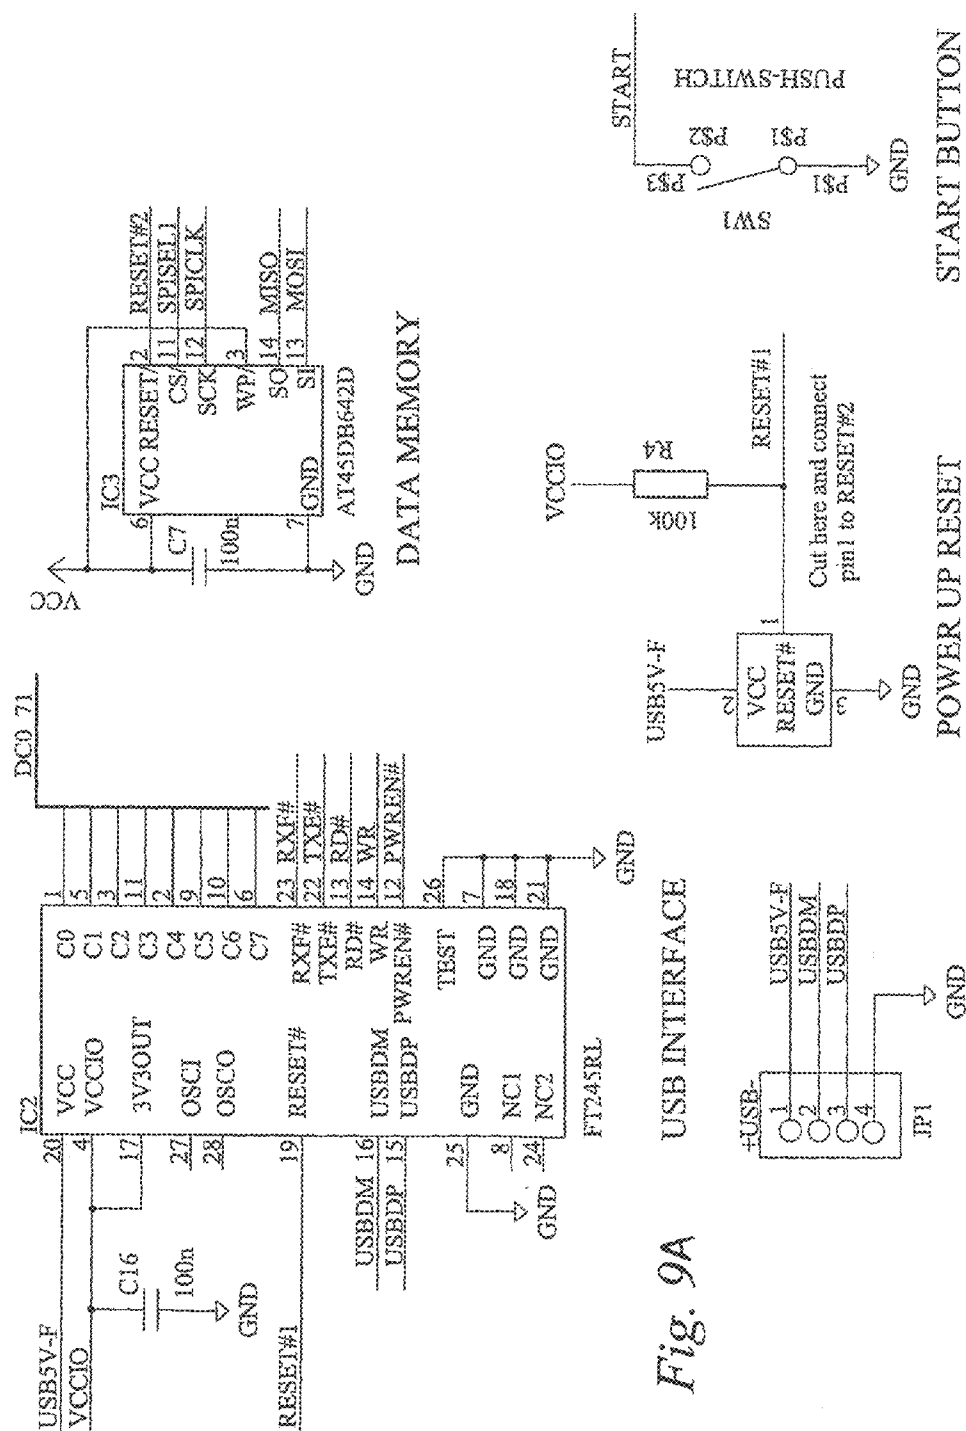 USB5V-F
VCCIO
C16
100n
GND
RESET#1
IC2
20 VCC
4 VCCIO
17 3V3OUT
27 OSCI
28 OSCO
19 RESET#
USBDM 16 USBDM
USBDP 15 USBDP
25 GND
8 NC1
24 NC2
GND
C0 1
C1 5
C2 3
C3 11
C4 2
C5 9
C6 10
C7 6
DC0 71
RXF# 23 RXF#
TXE# 22 TXE#
RD# 13 RD#
WR 14 WR
PWREN# 12 PWREN#
TEST 26
GND 7
GND 18
GND 21
GND
FT245RL
USB INTERFACE
VCC
C7
100n
GND
IC3
6 VCC
7 GND
RESET/ 2 RESET#2
CS/ 11 SPISEL1
SCK 12 SPICLK
WP/ 3
SO 14 MISO
SI 13 MOSI
AT45DB642D
DATA MEMORY
Fig. 9A
+USB-
1 USB5V-F
2 USBDM
3 USBDP
4
GND
JP1
USB5V-F
2
VCC
RESET# 1
GND
3
GND
VCCIO
R4
100k
RESET#1
Cut here and connect
pin1 to RESET#2
POWER UP RESET
START
P$3
P$2
SW1
P$1
P$1
PUSH-SWITCH
GND
START BUTTON